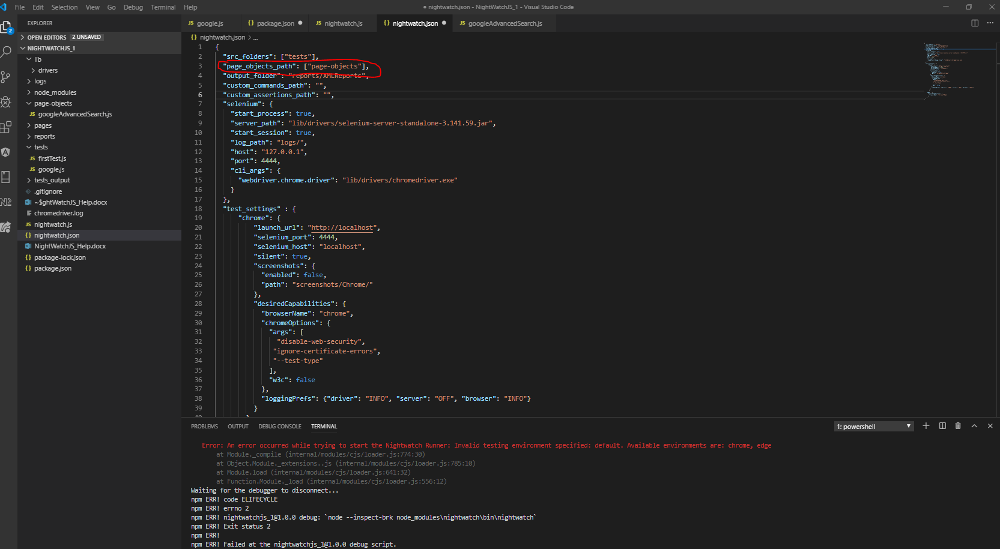 File Edit Selection View Go Debug Terminal Help
● nightwatch.json - NightWatchJS_1 - Visual Studio Code
EXPLORER
OPEN EDITORS 2 UNSAVED
NIGHTWATCHJS_1
lib
drivers
logs
node_modules
page-objects
JS googleAdvancedSearch.js
pages
reports
tests
JS firstTest.js
JS google.js
tests_output
.gitignore
~$ghtWatchJS_Help.docx
chromedriver.log
JS nightwatch.js
{} nightwatch.json
NightWatchJS_Help.docx
{} package-lock.json
{} package.json
2
JS google.js {} package.json ● JS nightwatch.js {} nightwatch.json ● JS googleAdvancedSearch.js
{} nightwatch.json > ...
1 {
2 "src_folders": ["tests"],
3 "page_objects_path": ["page-objects"],
4 "output_folder": "reports/XMLReports",
5 "custom_commands_path": "",
6 "custom_assertions_path": "",
7 "selenium": {
8 "start_process": true,
9 "server_path": "lib/drivers/selenium-server-standalone-3.141.59.jar",
10 "start_session": true,
11 "log_path": "logs/",
12 "host": "127.0.0.1",
13 "port": 4444,
14 "cli_args": {
15 "webdriver.chrome.driver": "lib/drivers/chromedriver.exe"
16 }
17 },
18 "test_settings" : {
19 "chrome": {
20 "launch_url": "http://localhost",
21 "selenium_port": 4444,
22 "selenium_host": "localhost",
23 "silent": true,
24 "screenshots": {
25 "enabled": false,
26 "path": "screenshots/Chrome/"
27 },
28 "desiredCapabilities": {
29 "browserName": "chrome",
30 "chromeOptions": {
31 "args": [
32 "disable-web-security",
33 "ignore-certificate-errors",
34 "--test-type"
35 ],
36 "w3c": false
37 },
38 "loggingPrefs": {"driver": "INFO", "server": "OFF", "browser": "INFO"}
39 }
40 }
PROBLEMS OUTPUT DEBUG CONSOLE TERMINAL
1: powershell
Error: An error occurred while trying to start the Nightwatch Runner: Invalid testing environment specified: default. Available environments are: chrome, edge
at Module._compile (internal/modules/cjs/loader.js:774:30)
at Object.Module._extensions..js (internal/modules/cjs/loader.js:785:10)
at Module.load (internal/modules/cjs/loader.js:641:32)
at Function.Module._load (internal/modules/cjs/loader.js:556:12)
Waiting for the debugger to disconnect...
npm ERR! code ELIFECYCLE
npm ERR! errno 2
npm ERR! nightwatchjs_1@1.0.0 debug: `node --inspect-brk node_modules\nightwatch\bin\nightwatch`
npm ERR! Exit status 2
npm ERR!
npm ERR! Failed at the nightwatchjs_1@1.0.0 debug script.